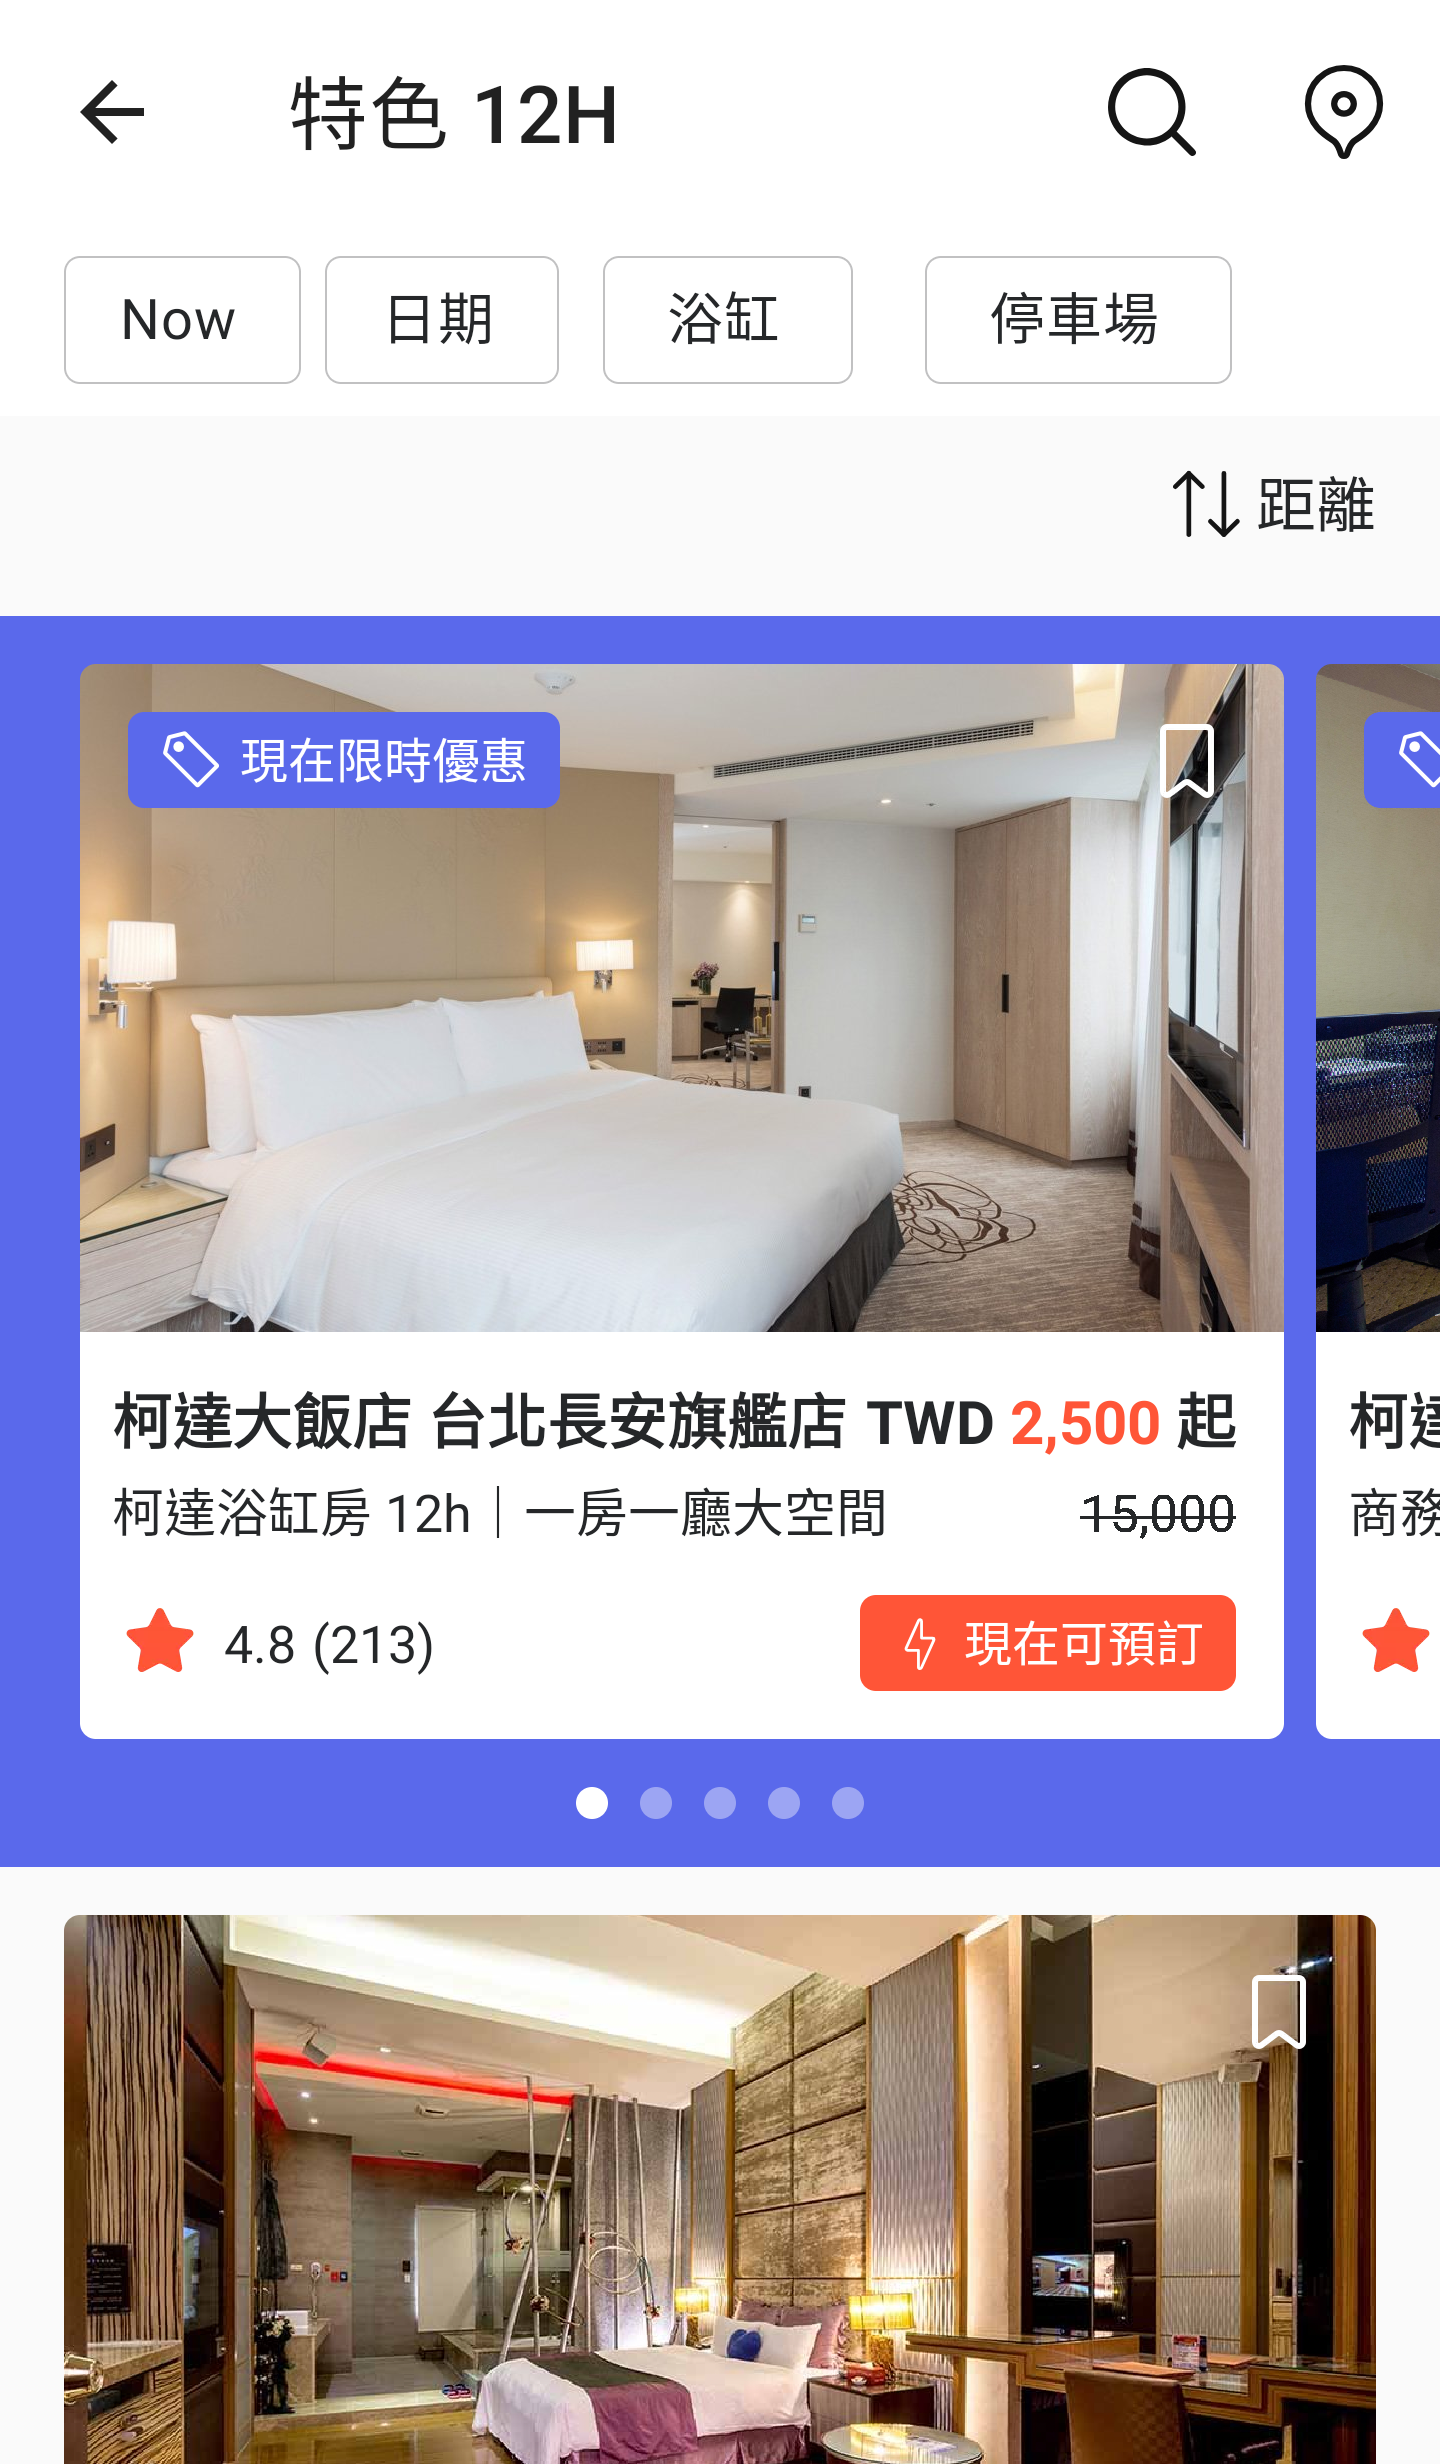 特色 12H
Now
日期
浴缸
停車場
距離
現在限時優惠
柯達大飯店 台北長安旗艦店 TWD 2,500 起
柯達浴缸房 12h｜一房一廳大空間 15,000
4.8 (213)
現在可預訂
柯達
商務